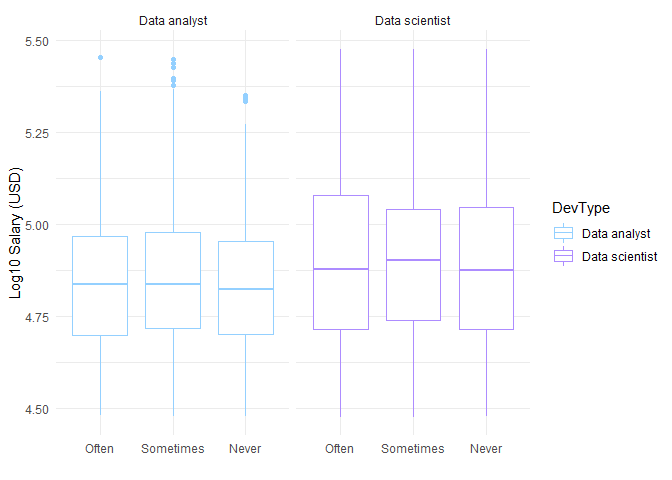 Data analyst
Data scientist
5.50
5.25
5.00
4.75
4.50
Log10 Salary (USD)
Often
Sometimes
Never
Often
Sometimes
Never
DevType
Data analyst
Data scientist